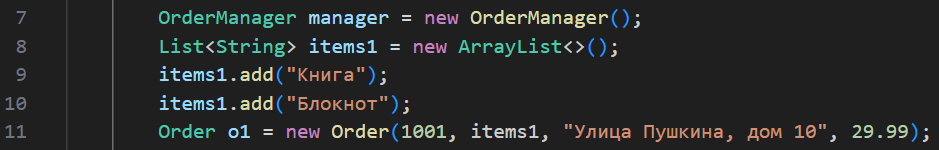 7 OrderManager manager = new OrderManager();
8 List<String> items1 = new ArrayList<>();
9 items1.add("Книга");
10 items1.add("Блокнот");
11 Order o1 = new Order(1001, items1, "Улица Пушкина, дом 10", 29.99);